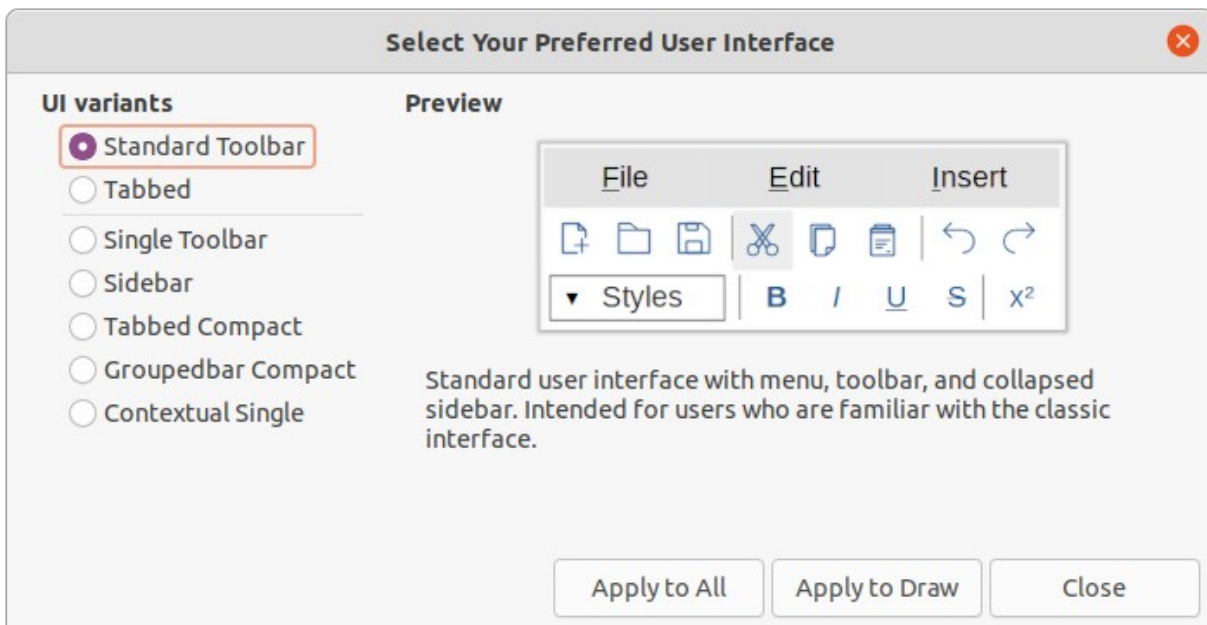 Select Your Preferred User Interface
UI variants
Standard Toolbar
Tabbed
Single Toolbar
Sidebar
Tabbed Compact
Groupedbar Compact
Contextual Single
Preview
File Edit Insert
Styles B I U S x²
Standard user interface with menu, toolbar, and collapsed
sidebar. Intended for users who are familiar with the classic
interface.
Apply to All Apply to Draw Close